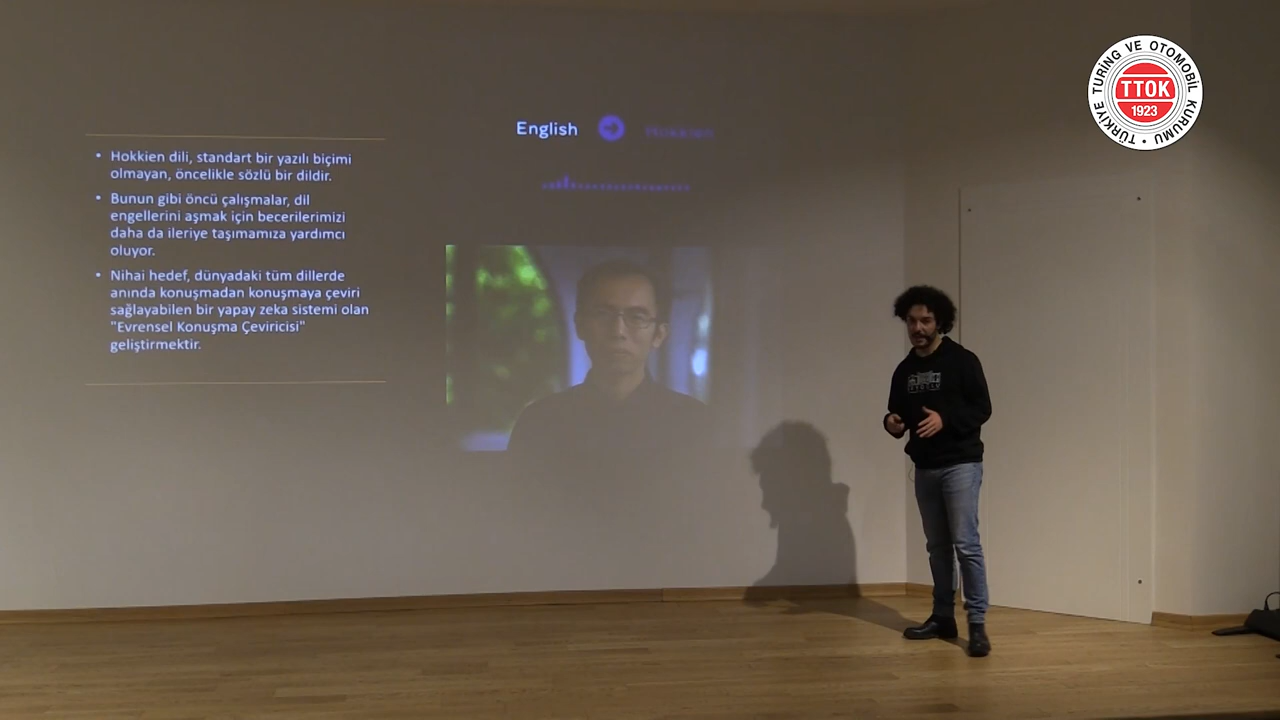 English
Hokkien
• Hokkien dili, standart bir yazılı biçimi
olmayan, öncelikle sözlü bir dildir.
• Bunun gibi öncü çalışmalar, dil
engellerini aşmak için becerilerimizi
daha da ileriye taşımamıza yardımcı
oluyor.
• Nihai hedef, dünyadaki tüm dillerde
anında konuşmadan konuşmaya çeviri
sağlayabilen bir yapay zeka sistemi olan
"Evrensel Konuşma Çeviricisi"
geliştirmektir.
TÜRKİYE TURİNG VE OTOMOBİL KURUMU
TTOK
1923